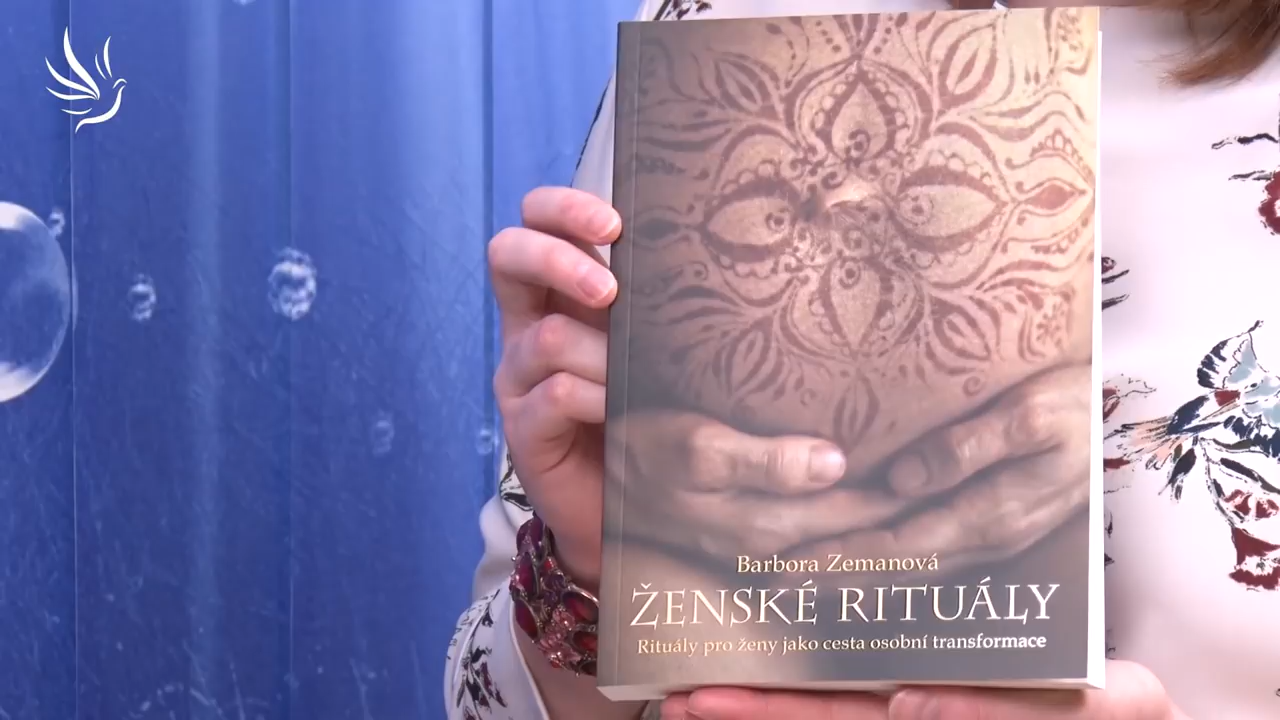 Barbora Zemanová
ŽENSKÉ RITUÁLY
Rituály pro ženy jako cesta osobní transformace